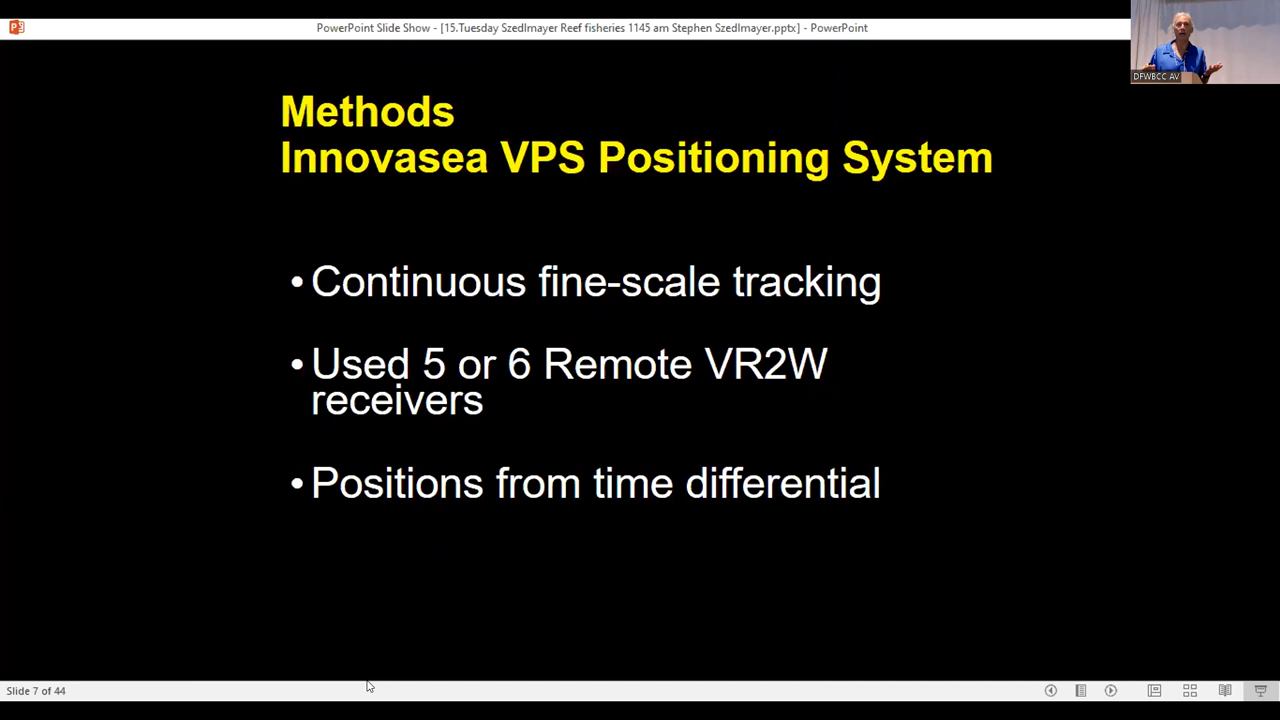 PowerPoint Slide Show - [15.Tuesday Szedlmayer Reef fisheries 1145 am Stephen Szedlmayer.pptx] - PowerPoint
DFWBCC AV
Methods
Innovasea VPS Positioning System
• Continuous fine-scale tracking
• Used 5 or 6 Remote VR2W
receivers
• Positions from time differential
Slide 7 of 44